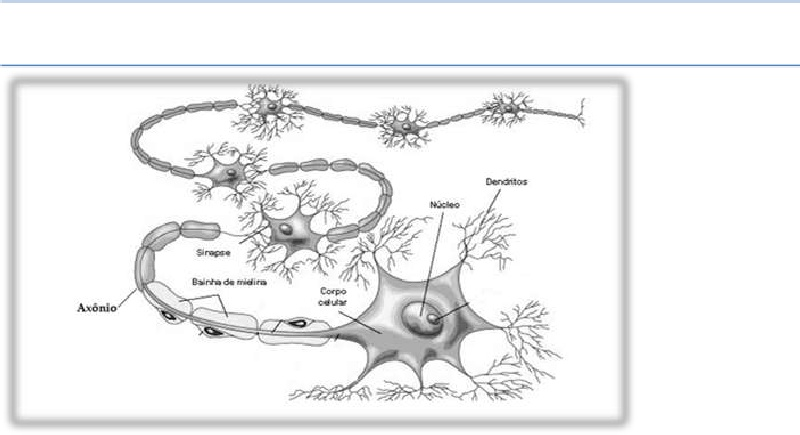 Dendritos
Núcleo
Sinapse
Bainha de mielina
Corpo
celular
Axônio